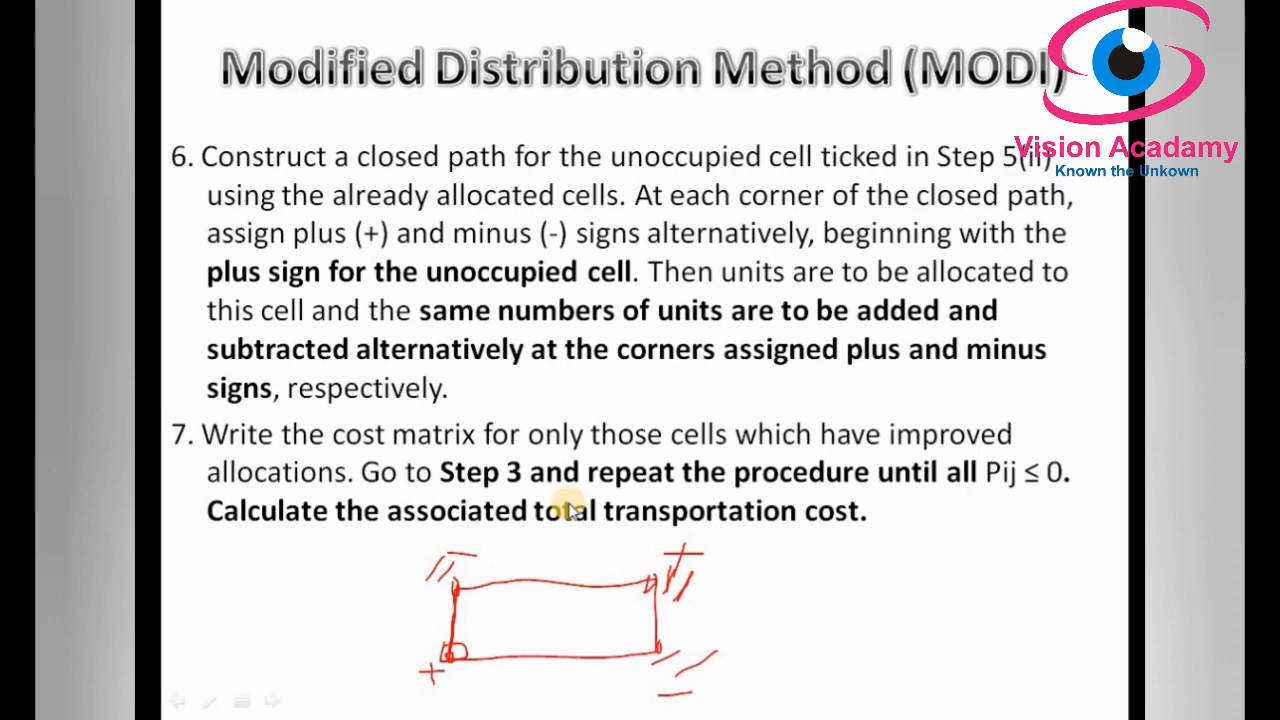 Modified Distribution Method (MODI)
Vision Acadamy
Known the Unkown
6. Construct a closed path for the unoccupied cell ticked in Step 5(ii)
using the already allocated cells. At each corner of the closed path,
assign plus (+) and minus (-) signs alternatively, beginning with the
plus sign for the unoccupied cell. Then units are to be allocated to
this cell and the same numbers of units are to be added and
subtracted alternatively at the corners assigned plus and minus
signs, respectively.
7. Write the cost matrix for only those cells which have improved
allocations. Go to Step 3 and repeat the procedure until all Pij ≤ 0.
Calculate the associated total transportation cost.
- +
+ -